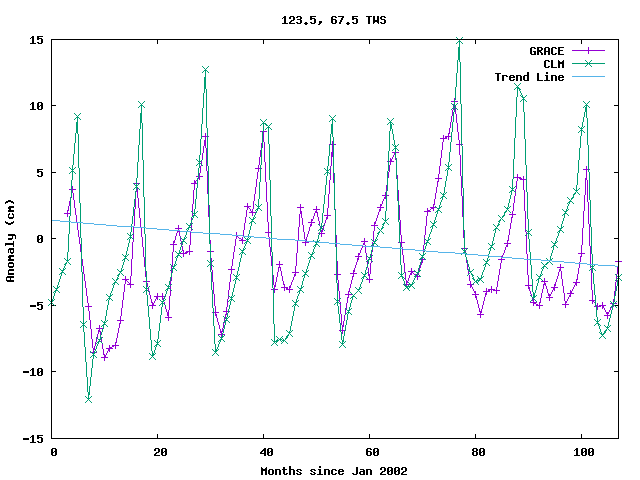 123.5, 67.5 TWS
GRACE
CLM
Trend Line
Anomaly (cm)
15
10
5
0
-5
-10
-15
0 20 40 60 80 100
Months since Jan 2002